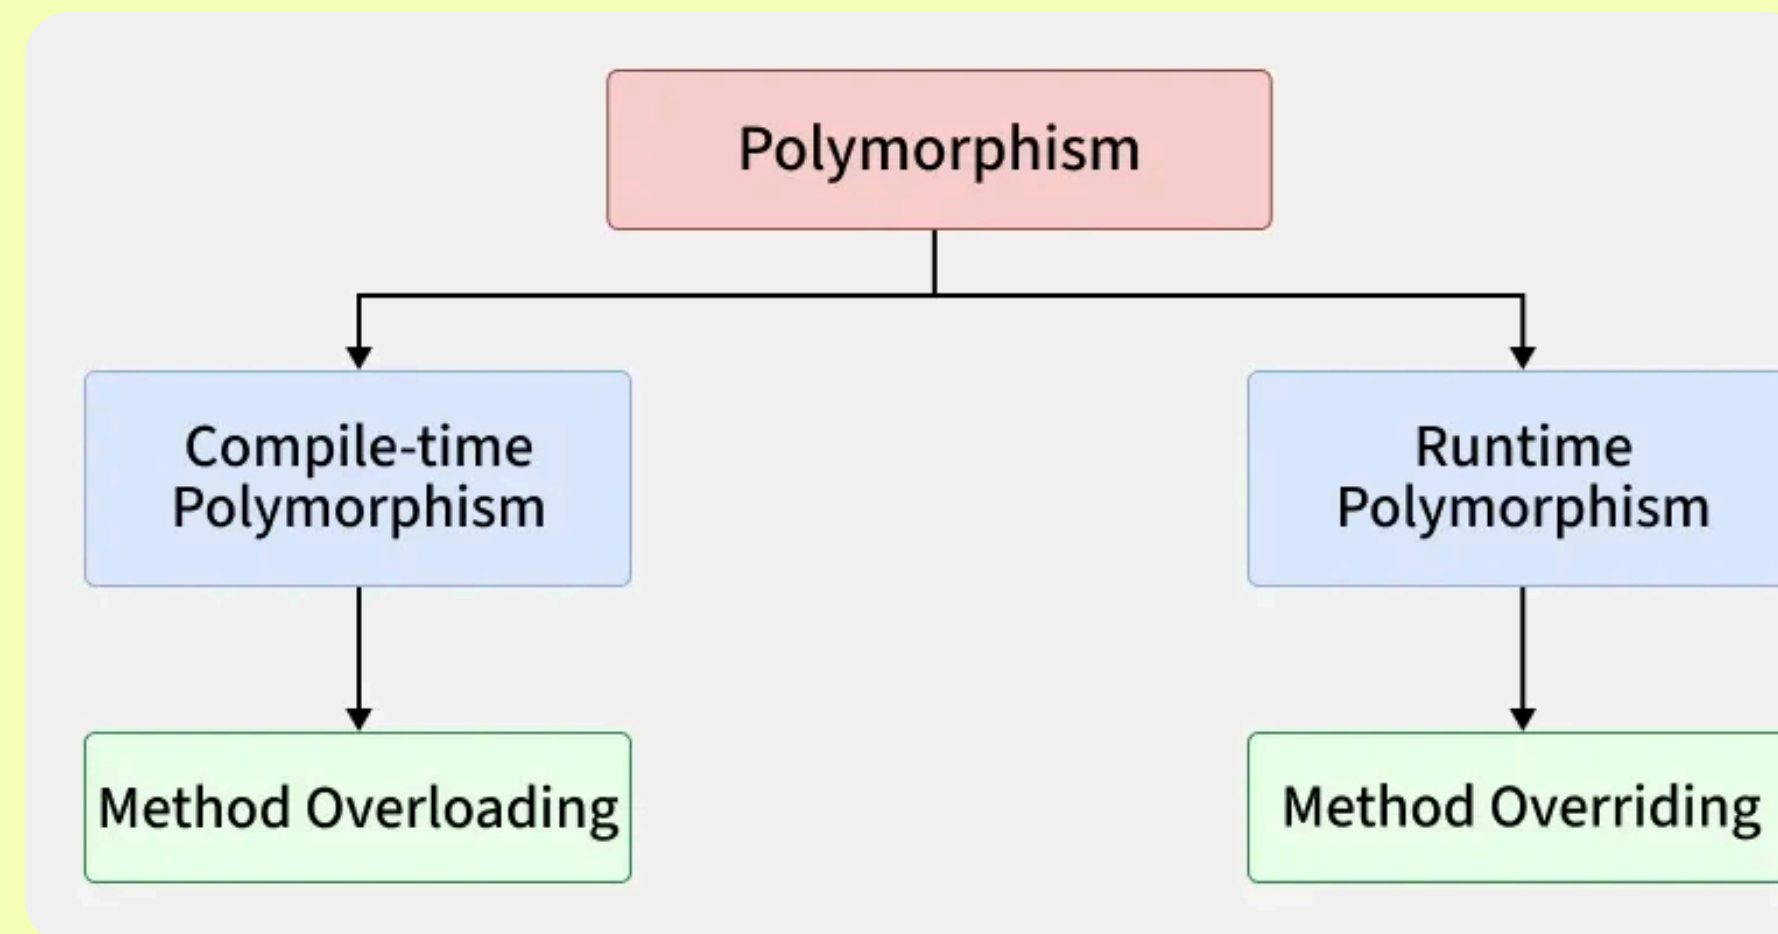 Polymorphism
Compile-time
Polymorphism
Runtime
Polymorphism
Method Overloading
Method Overriding